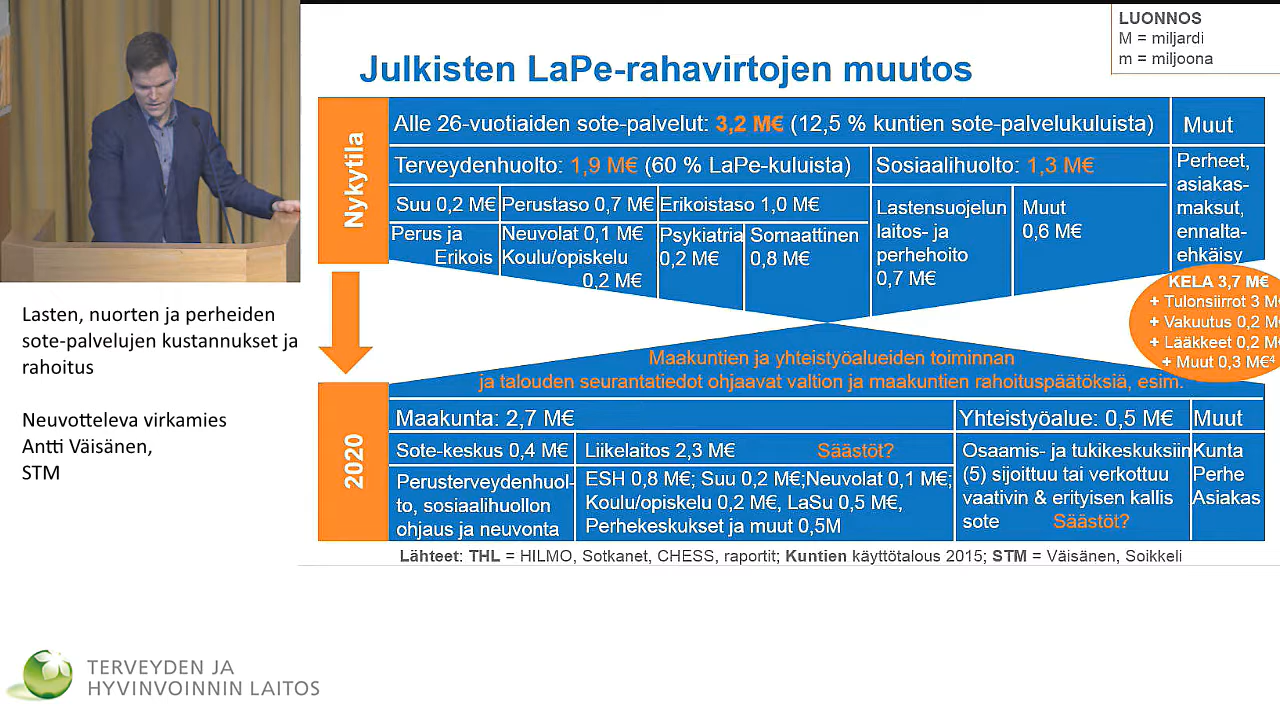 LUONNOS
M = miljardi
m = miljoona
Julkisten LaPe-rahavirtojen muutos
Nykytila
Alle 26-vuotiaiden sote-palvelut: 3,2 M€ (12,5 % kuntien sote-palvelukuluista)
Muut
Terveydenhuolto: 1,9 M€ (60 % LaPe-kuluista)
Sosiaalihuolto: 1,3 M€
Perheet,
asiakas-
maksut,
ennalta-
ehkäisy
Suu 0,2 M€
Perustaso 0,7 M€
Erikoistaso 1,0 M€
Perus ja
Erikois
Neuvolat 0,1 M€
Koulu/opiskelu
0,2 M€
Psykiatria
0,2 M€
Somaattinen
0,8 M€
Lastensuojelun
laitos- ja
perhehoito
0,7 M€
Muut
0,6 M€
KELA 3,7 M€
+ Tulonsiirrot 3 M
+ Vakuutus 0,2 M€
+ Lääkkeet 0,2 M€
+ Muut 0,3 M€⁴
Maakuntien ja yhteistyöalueiden toiminnan
ja talouden seurantatiedot ohjaavat valtion ja maakuntien rahoituspäätöksiä, esim.
2020
Maakunta: 2,7 M€
Yhteistyöalue: 0,5 M€
Muut
Sote-keskus 0,4 M€
Liikelaitos 2,3 M€ Säästöt?
Perusterveydenhuol-
to, sosiaalihuollon
ohjaus ja neuvonta
ESH 0,8 M€; Suu 0,2 M€;Neuvolat 0,1 M€;
Koulu/opiskelu 0,2 M€, LaSu 0,5 M€,
Perhekeskukset ja muut 0,5M
Osaamis- ja tukikeskuksiin
(5) sijoittuu tai verkottuu
vaativin & erityisen kallis
sote Säästöt?
Kunta
Perhe
Asiakas
Lähteet: THL = HILMO, Sotkanet, CHESS, raportit; Kuntien käyttötalous 2015; STM = Väisänen, Soikkeli
Lasten, nuorten ja perheiden
sote-palvelujen kustannukset ja
rahoitus
Neuvotteleva virkamies
Antti Väisänen,
STM
TERVEYDEN JA
HYVINVOINNIN LAITOS